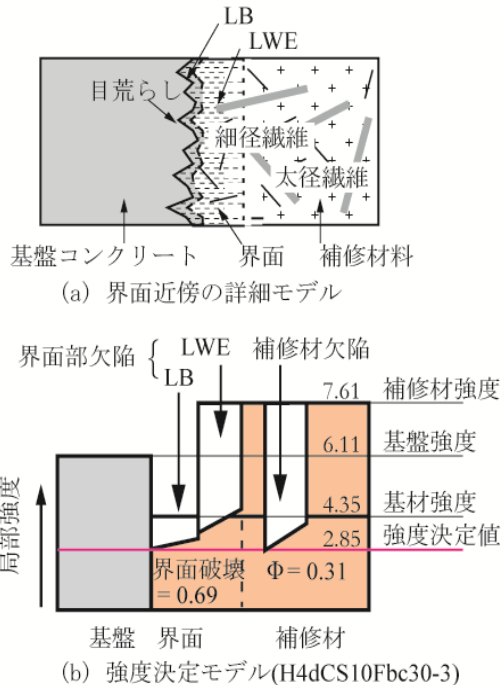 LB
LWE
目荒らし
細径繊維
太径繊維
基盤コンクリート 界面 補修材料
(a) 界面近傍の詳細モデル
界面部欠陥 { LWE 補修材欠陥
LB
7.61 補修材強度
6.11 基盤強度
4.35 基材強度
2.85 強度決定値
局部強度
界面破壊 Φ = 0.31
= 0.69
基盤 界面 補修材
(b) 強度決定モデル(H4dCS10Fbc30-3)